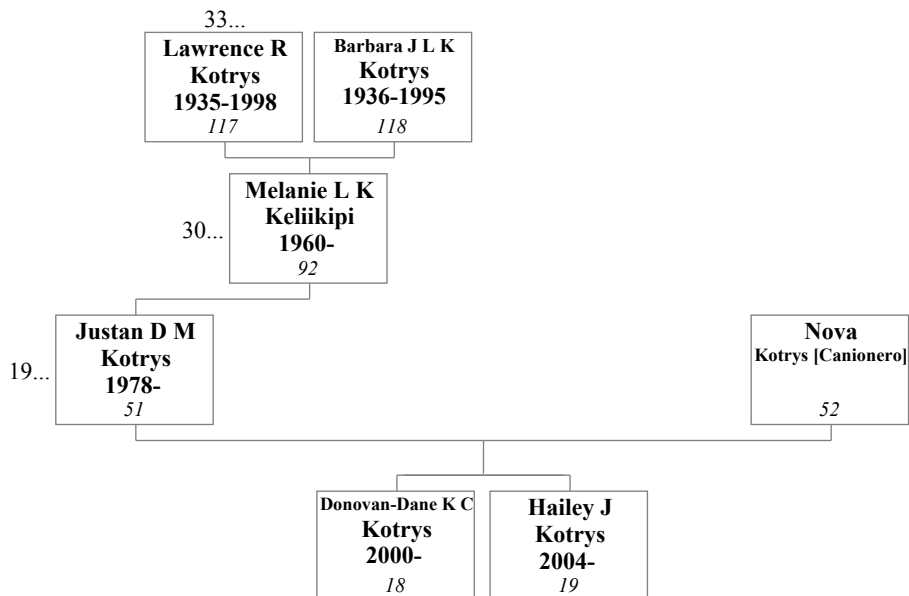 33...
Lawrence R
Kotrys
1935-1998
117
Barbara J L K
Kotrys
1936-1995
118
30...
Melanie L K
Keliikipi
1960-
92
19...
Justan D M
Kotrys
1978-
51
Nova
Kotrys [Canionero]
52
Donovan-Dane K C
Kotrys
2000-
18
Hailey J
Kotrys
2004-
19